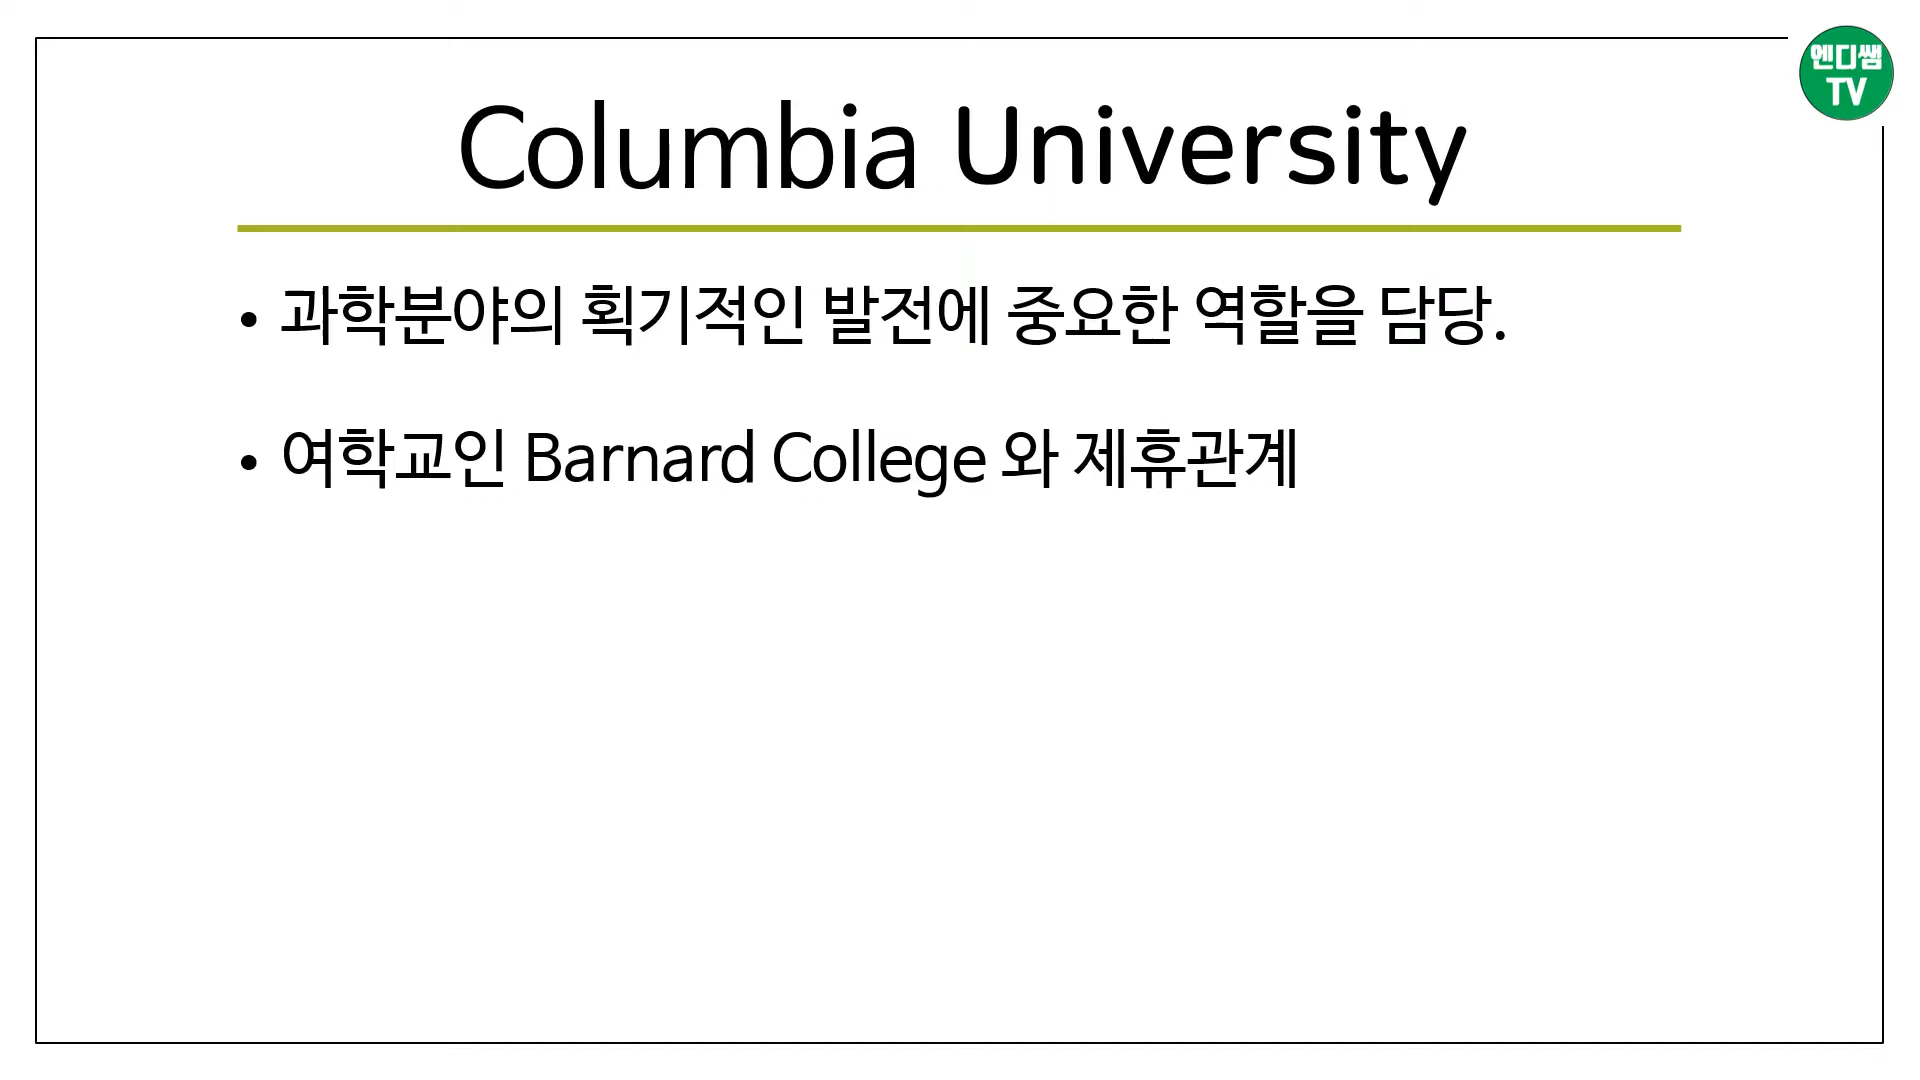 엔디쌤
TV
Columbia University
• 과학분야의 획기적인 발전에 중요한 역할을 담당.
• 여학교인 Barnard College 와 제휴관계